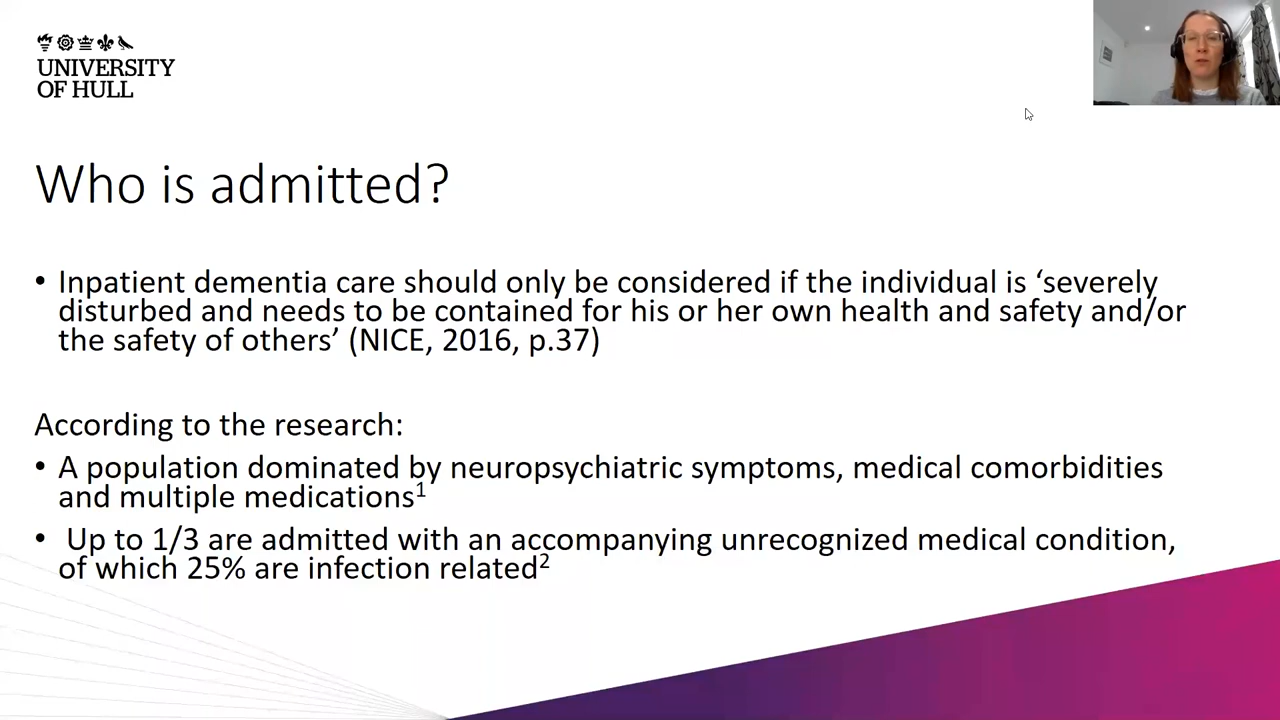 UNIVERSITY
OF HULL
Who is admitted?
• Inpatient dementia care should only be considered if the individual is ‘severely
disturbed and needs to be contained for his or her own health and safety and/or
the safety of others’ (NICE, 2016, p.37)
According to the research:
• A population dominated by neuropsychiatric symptoms, medical comorbidities
and multiple medications¹
• Up to 1/3 are admitted with an accompanying unrecognized medical condition,
of which 25% are infection related²